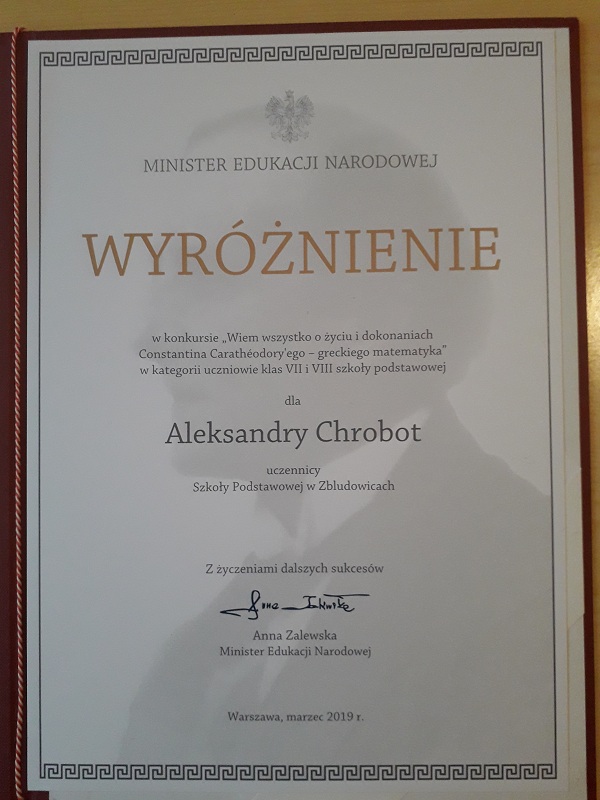 MINISTER EDUKACJI NARODOWEJ
WYRÓŻNIENIE
w konkursie „Wiem wszystko o życiu i dokonaniach
Constantina Carathéodory'ego – greckiego matematyka”
w kategorii uczniowie klas VII i VIII szkoły podstawowej
dla
Aleksandry Chrobot
uczennicy
Szkoły Podstawowej w Zbludowicach
Z życzeniami dalszych sukcesów
Anna Zalewska
Anna Zalewska
Minister Edukacji Narodowej
Warszawa, marzec 2019 r.